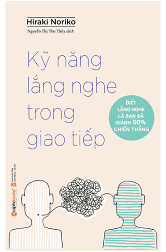 Hiraki Noriko
Nguyễn Thị Thu Thủy dịch
Kỹ năng
lắng nghe
trong
giao tiếp
BIẾT
LẮNG NGHE
LÀ BẠN ĐÃ
GIÀNH 50%
CHIẾN THẮNG